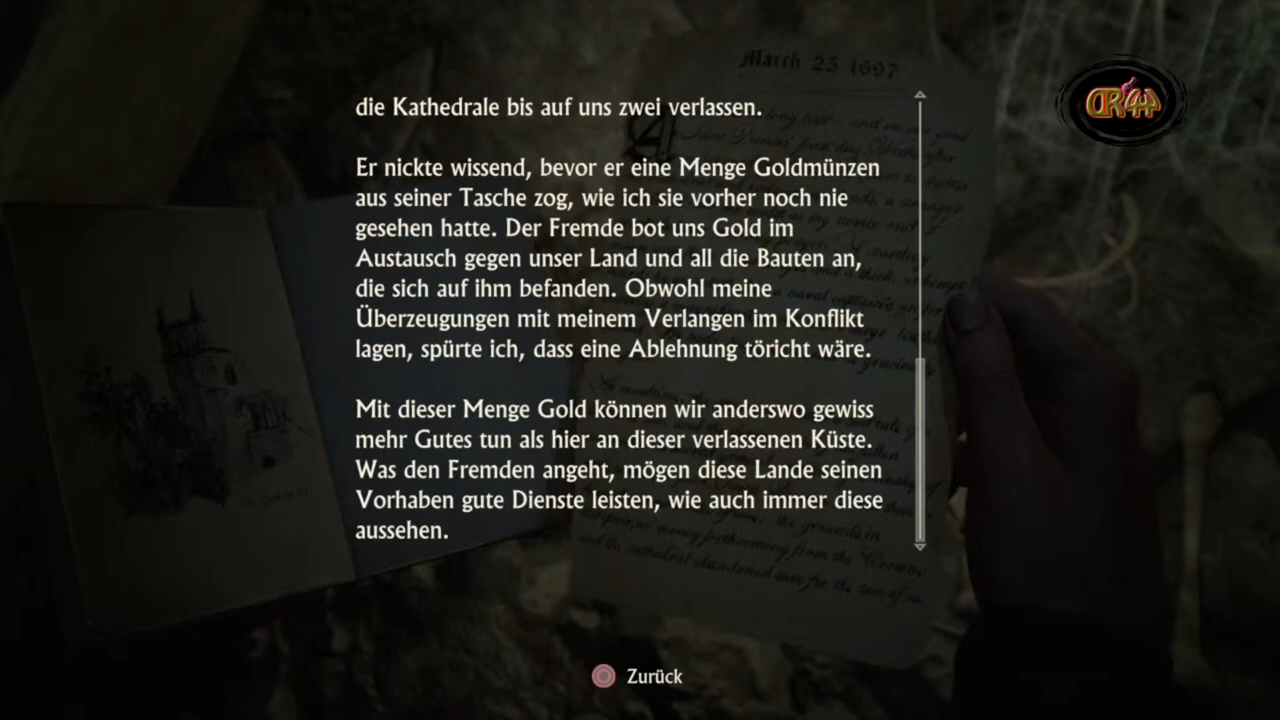 March 25 1697
die Kathedrale bis auf uns zwei verlassen.
Er nickte wissend, bevor er eine Menge Goldmünzen
aus seiner Tasche zog, wie ich sie vorher noch nie
gesehen hatte. Der Fremde bot uns Gold im
Austausch gegen unser Land und all die Bauten an,
die sich auf ihm befanden. Obwohl meine
Überzeugungen mit meinem Verlangen im Konflikt
lagen, spürte ich, dass eine Ablehnung töricht wäre.
Mit dieser Menge Gold können wir anderswo gewiss
mehr Gutes tun als hier an dieser verlassenen Küste.
Was den Fremden angeht, mögen diese Lande seinen
Vorhaben gute Dienste leisten, wie auch immer diese
aussehen.
Zurück